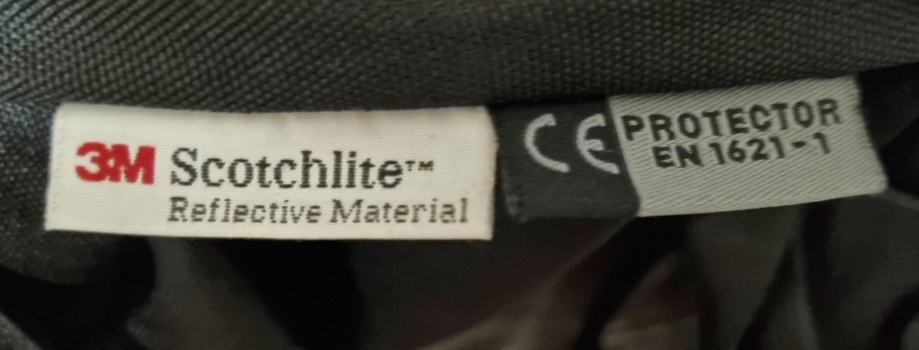 3M Scotchlite™
Reflective Material
CE
PROTECTOR
EN 1621-1